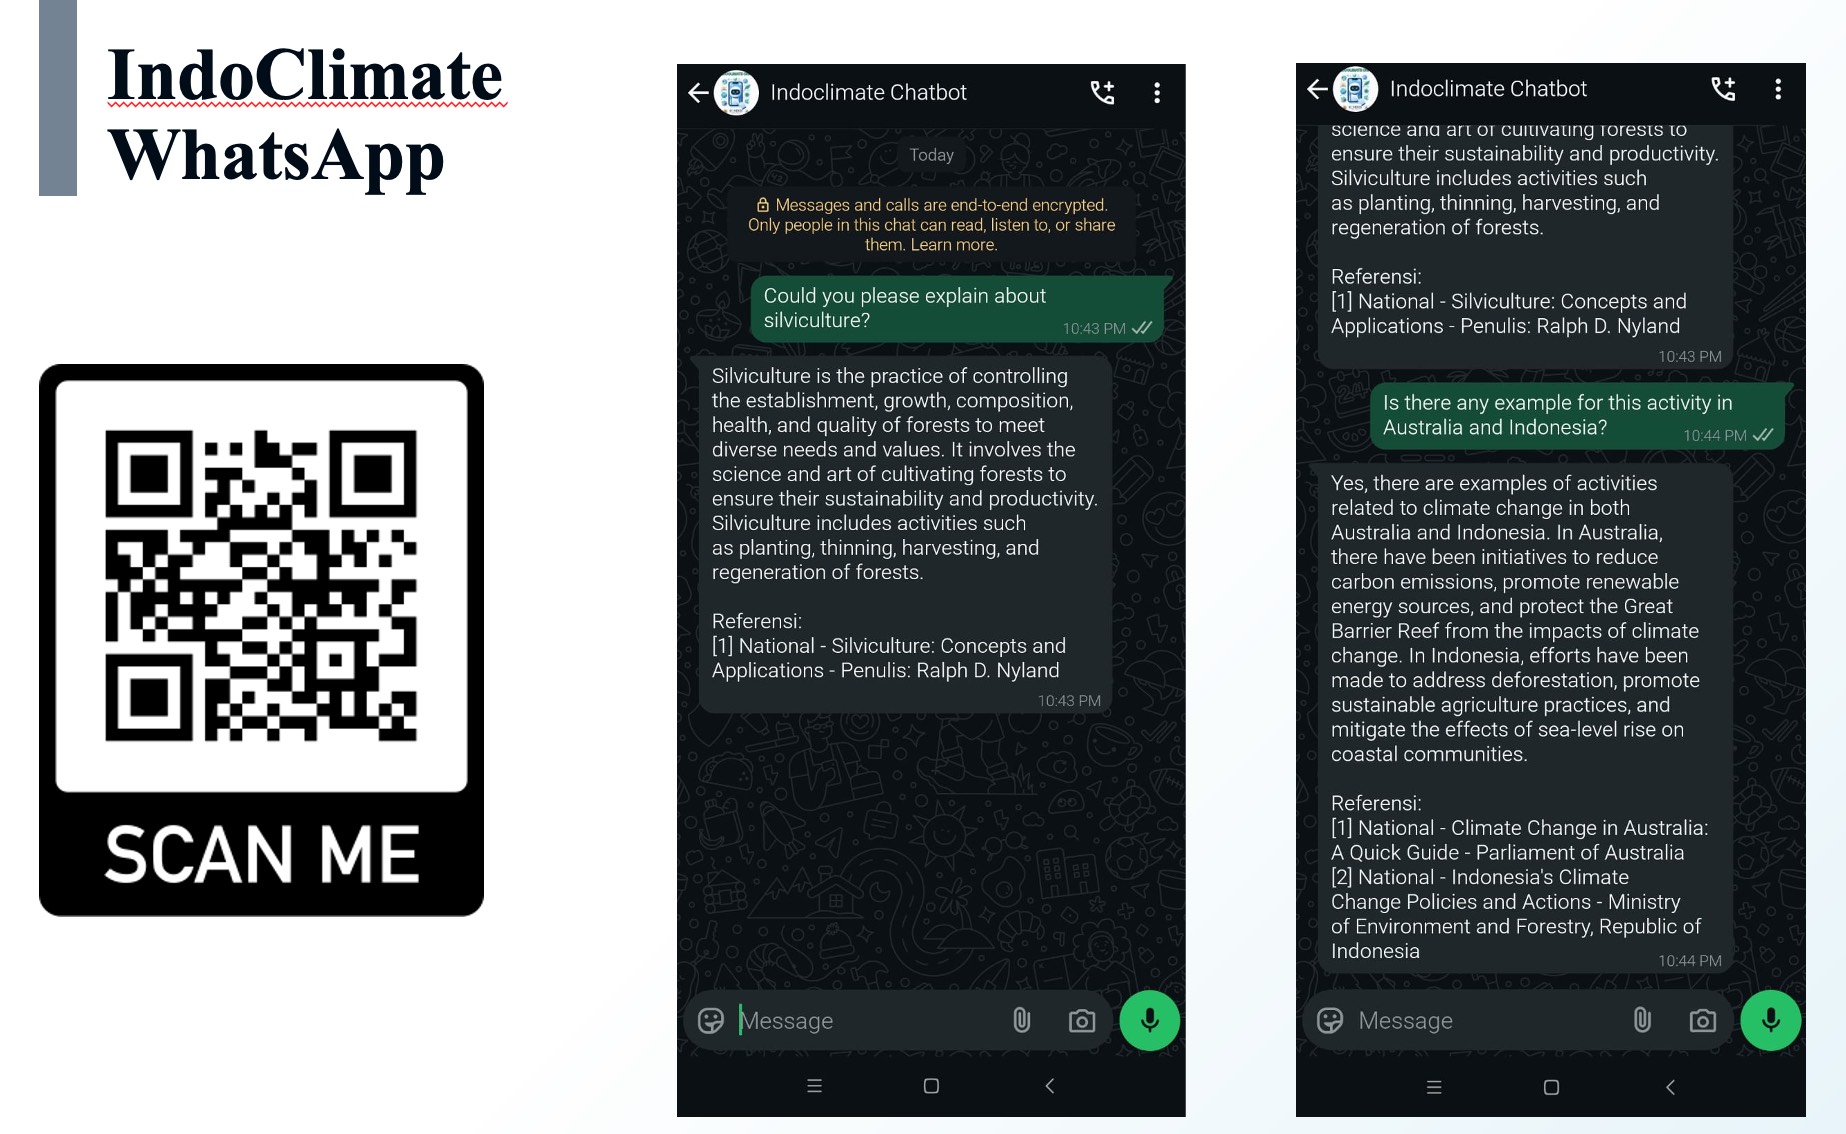 IndoClimate
WhatsApp
SCAN ME
Indoclimate Chatbot
Today
Messages and calls are end-to-end encrypted.
Only people in this chat can read, listen to, or share
them. Learn more.
Could you please explain about
silviculture?
10:43 PM
Silviculture is the practice of controlling
the establishment, growth, composition,
health, and quality of forests to meet
diverse needs and values. It involves the
science and art of cultivating forests to
ensure their sustainability and productivity.
Silviculture includes activities such
as planting, thinning, harvesting, and
regeneration of forests.
Referensi:
[1] National - Silviculture: Concepts and
Applications - Penulis: Ralph D. Nyland
10:43 PM
Message
Indoclimate Chatbot
science and art of cultivating forests to
ensure their sustainability and productivity.
Silviculture includes activities such
as planting, thinning, harvesting, and
regeneration of forests.
Referensi:
[1] National - Silviculture: Concepts and
Applications - Penulis: Ralph D. Nyland
10:43 PM
Is there any example for this activity in
Australia and Indonesia?
10:44 PM
Yes, there are examples of activities
related to climate change in both
Australia and Indonesia. In Australia,
there have been initiatives to reduce
carbon emissions, promote renewable
energy sources, and protect the Great
Barrier Reef from the impacts of climate
change. In Indonesia, efforts have been
made to address deforestation, promote
sustainable agriculture practices, and
mitigate the effects of sea-level rise on
coastal communities.
Referensi:
[1] National - Climate Change in Australia:
A Quick Guide - Parliament of Australia
[2] National - Indonesia's Climate
Change Policies and Actions - Ministry
of Environment and Forestry, Republic of
Indonesia
10:44 PM
Message